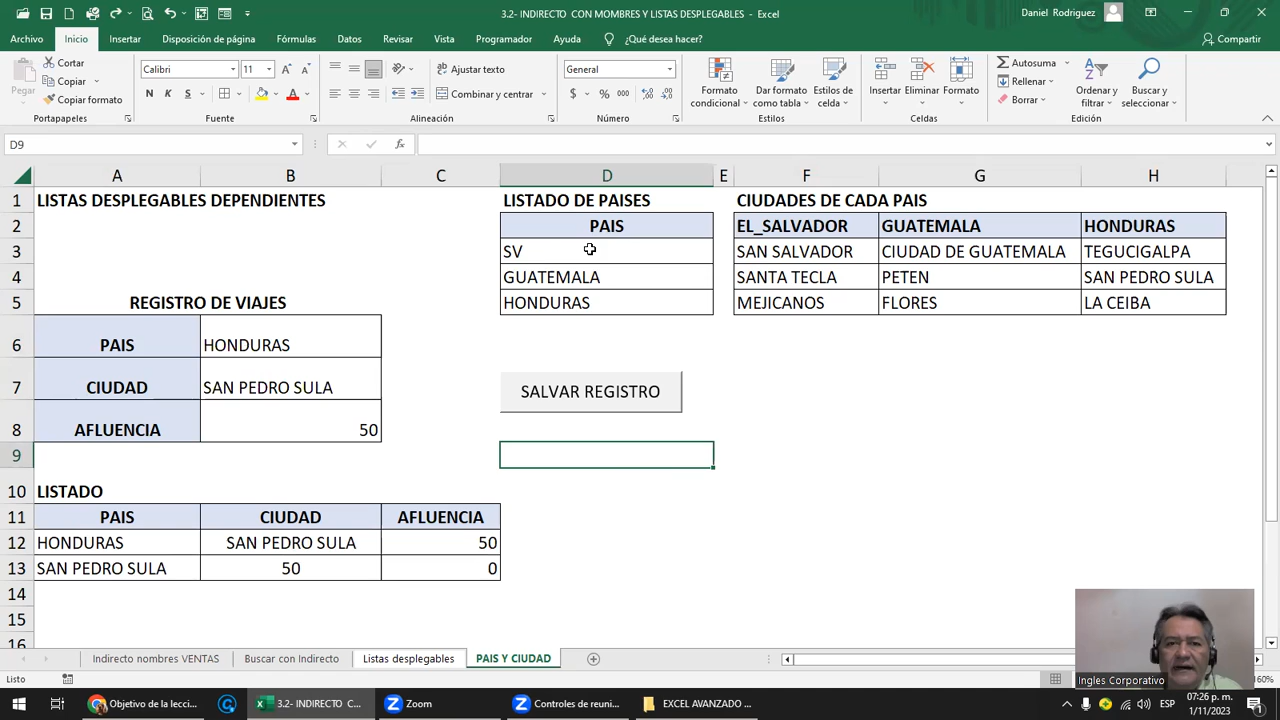 3.2- INDIRECTO CON MOMBRES Y LISTAS DESPLEGABLES - Excel
Daniel Rodriguez
Archivo Inicio Insertar Disposición de página Fórmulas Datos Revisar Vista Programador Ayuda ¿Qué desea hacer? Compartir
Pegar
Cortar
Copiar
Copiar formato
Portapapeles
Calibri 11
N K S
Fuente
Ajustar texto
Combinar y centrar
Alineación
General
$ % 000
Número
Formato condicional
Dar formato como tabla
Estilos de celda
Estilos
Insertar Eliminar Formato
Celdas
Autosuma
Rellenar
Borrar
Ordenar y filtrar
Buscar y seleccionar
Edición
D9
fx
A B C D E F G H
1 LISTAS DESPLEGABLES DEPENDIENTES LISTADO DE PAISES CIUDADES DE CADA PAIS
2 PAIS EL_SALVADOR GUATEMALA HONDURAS
3 SV SAN SALVADOR CIUDAD DE GUATEMALA TEGUCIGALPA
4 GUATEMALA SANTA TECLA PETEN SAN PEDRO SULA
5 REGISTRO DE VIAJES HONDURAS MEJICANOS FLORES LA CEIBA
6 PAIS HONDURAS
7 CIUDAD SAN PEDRO SULA SALVAR REGISTRO
8 AFLUENCIA 50
9
10 LISTADO
11 PAIS CIUDAD AFLUENCIA
12 HONDURAS SAN PEDRO SULA 50
13 SAN PEDRO SULA 50 0
14
15
16
Ingles Corporativo
Indirecto nombres VENTAS Buscar con Indirecto Listas desplegables PAIS Y CIUDAD
Listo 160%
Objetivo de la lecci... 3.2- INDIRECTO C... Zoom Controles de reuni... EXCEL AVANZADO ... ESP
07:26 p. m.
1/11/2023